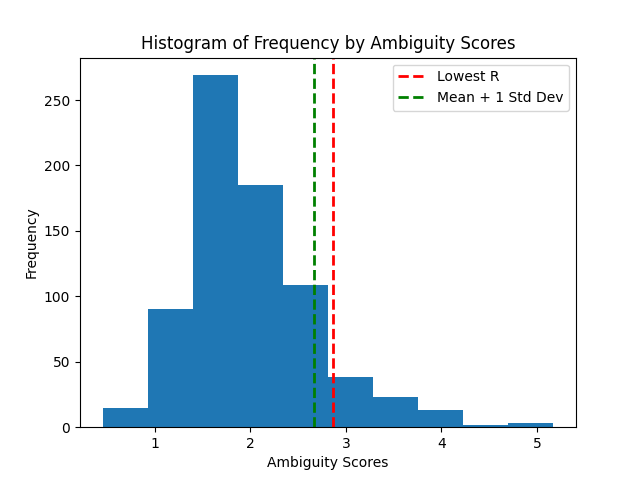 Histogram of Frequency by Ambiguity Scores
Lowest R
Mean + 1 Std Dev
250
200
150
100
50
0
Frequency
1 2 3 4 5
Ambiguity Scores